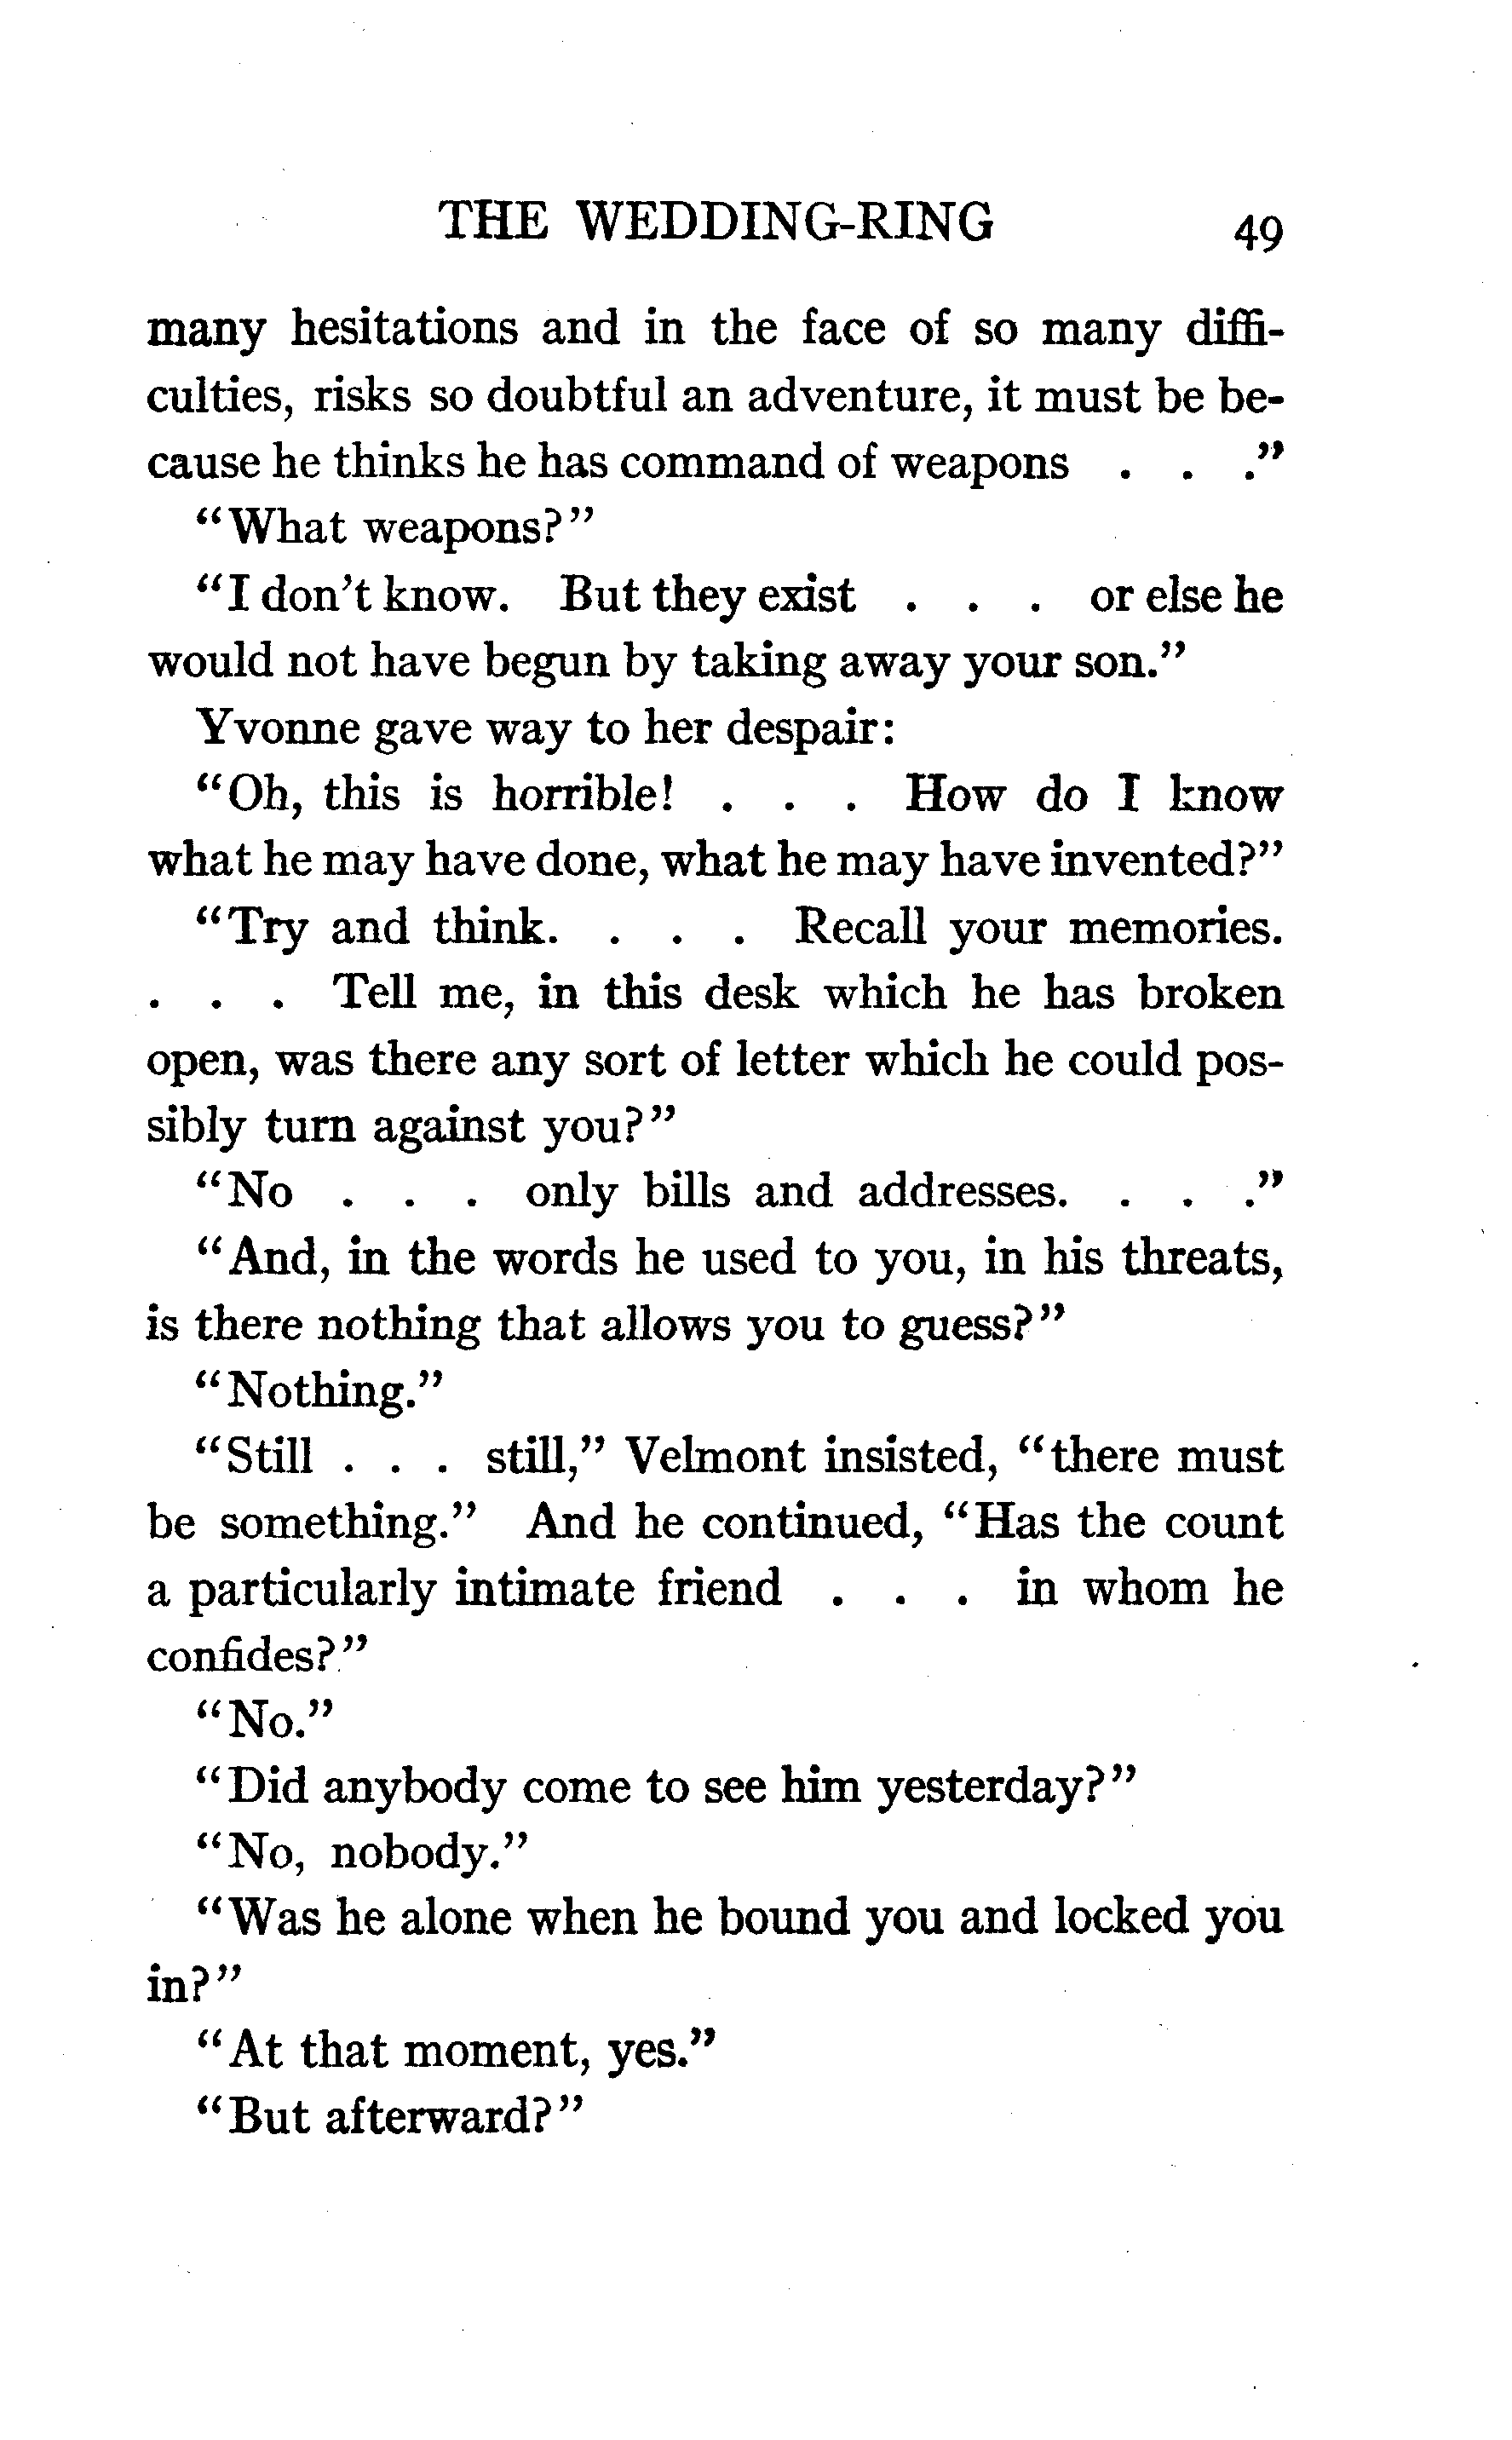 THE WEDDING-RING 49
many hesitations and in the face of so many diffi-
culties, risks so doubtful an adventure, it must be be-
cause he thinks he has command of weapons . . ."
"What weapons?"
"I don't know. But they exist . . . or else he
would not have begun by taking away your son."
Yvonne gave way to her despair:
"Oh, this is horrible! . . . How do I know
what he may have done, what he may have invented?"
"Try and think. . . . Recall your memories.
. . . Tell me, in this desk which he has broken
open, was there any sort of letter which he could pos-
sibly turn against you?"
"No . . . only bills and addresses. . . ."
"And, in the words he used to you, in his threats,
is there nothing that allows you to guess?"
"Nothing."
"Still . . . still," Velmont insisted, "there must
be something." And he continued, "Has the count
a particularly intimate friend . . . in whom he
confides?"
"No."
"Did anybody come to see him yesterday?"
"No, nobody."
"Was he alone when he bound you and locked you
in?"
"At that moment, yes."
"But afterward?"